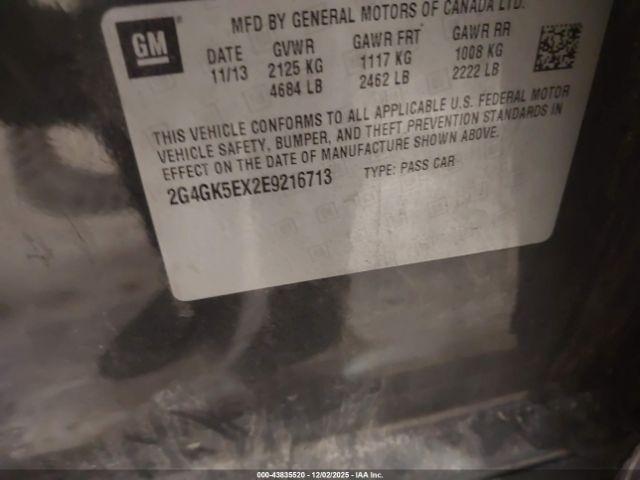 GM
MFD BY GENERAL MOTORS OF CANADA LTD.
DATE GVWR GAWR FRT GAWR RR
11/13 2125 KG 1117 KG 1008 KG
4684 LB 2462 LB 2222 LB
THIS VEHICLE CONFORMS TO ALL APPLICABLE U.S. FEDERAL MOTOR
VEHICLE SAFETY, BUMPER, AND THEFT PREVENTION STANDARDS IN
EFFECT ON THE DATE OF MANUFACTURE SHOWN ABOVE.
2G4GK5EX2E9216713 TYPE: PASS CAR
000-43835520 - 12/02/2025 - IAA Inc.